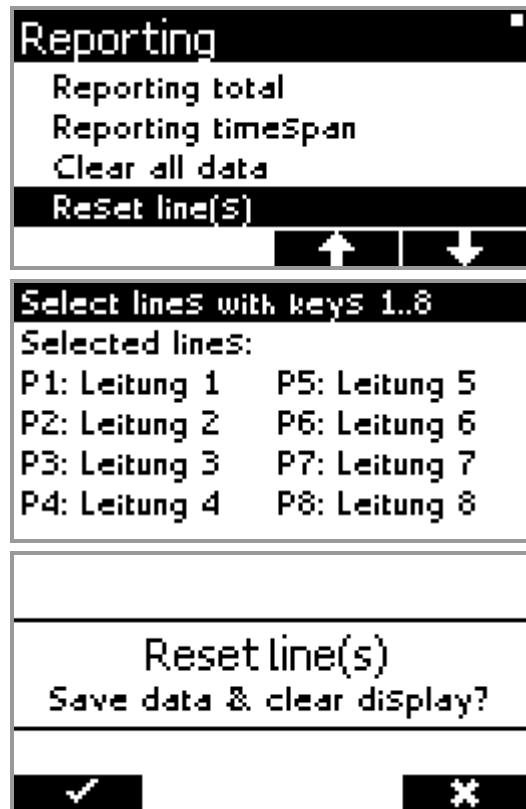 Reporting
Reporting total
Reporting timespan
Clear all data
Reset line(s)
Select lines with keys 1..8
Selected lines:
P1: Leitung 1 P5: Leitung 5
P2: Leitung 2 P6: Leitung 6
P3: Leitung 3 P7: Leitung 7
P4: Leitung 4 P8: Leitung 8
Reset line(s)
Save data & clear display?